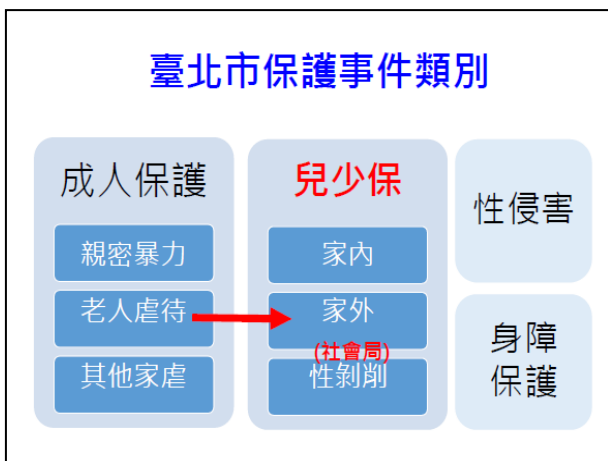 臺北市保護事件類別
成人保護
親密暴力
老人虐待
其他家虐
兒少保
家內
家外
(社會局)
性剝削
性侵害
身障
保護